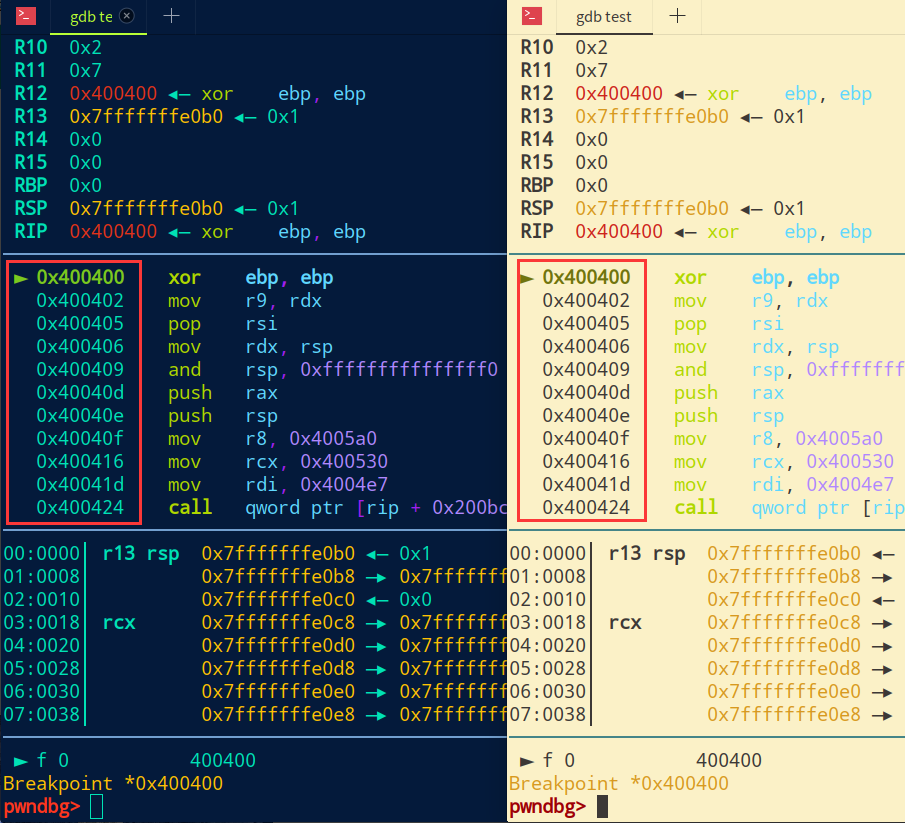 gdb te
R10 0x2
R11 0x7
R12 0x400400 ◂— xor ebp, ebp
R13 0x7fffffffe0b0 ◂— 0x1
R14 0x0
R15 0x0
RBP 0x0
RSP 0x7fffffffe0b0 ◂— 0x1
RIP 0x400400 ◂— xor ebp, ebp
► 0x400400 xor ebp, ebp
0x400402 mov r9, rdx
0x400405 pop rsi
0x400406 mov rdx, rsp
0x400409 and rsp, 0xfffffffffffffff0
0x40040d push rax
0x40040e push rsp
0x40040f mov r8, 0x4005a0
0x400416 mov rcx, 0x400530
0x40041d mov rdi, 0x4004e7
0x400424 call qword ptr [rip + 0x200bc
00:0000│ r13 rsp 0x7fffffffe0b0 ◂— 0x1
01:0008│ 0x7fffffffe0b8 —▸ 0x7ffffff
02:0010│ 0x7fffffffe0c0 ◂— 0x0
03:0018│ rcx 0x7fffffffe0c8 —▸ 0x7ffffff
04:0020│ 0x7fffffffe0d0 —▸ 0x7ffffff
05:0028│ 0x7fffffffe0d8 —▸ 0x7ffffff
06:0030│ 0x7fffffffe0e0 —▸ 0x7ffffff
07:0038│ 0x7fffffffe0e8 —▸ 0x7ffffff
► f 0 400400
Breakpoint *0x400400
pwndbg>
gdb test
R10 0x2
R11 0x7
R12 0x400400 ◂— xor ebp, ebp
R13 0x7fffffffe0b0 ◂— 0x1
R14 0x0
R15 0x0
RBP 0x0
RSP 0x7fffffffe0b0 ◂— 0x1
RIP 0x400400 ◂— xor ebp, ebp
► 0x400400 xor ebp, ebp
0x400402 mov r9, rdx
0x400405 pop rsi
0x400406 mov rdx, rsp
0x400409 and rsp, 0xfffffff
0x40040d push rax
0x40040e push rsp
0x40040f mov r8, 0x4005a0
0x400416 mov rcx, 0x400530
0x40041d mov rdi, 0x4004e7
0x400424 call qword ptr [rip
00:0000│ r13 rsp 0x7fffffffe0b0 ◂—
01:0008│ 0x7fffffffe0b8 —▸
02:0010│ 0x7fffffffe0c0 ◂—
03:0018│ rcx 0x7fffffffe0c8 —▸
04:0020│ 0x7fffffffe0d0 —▸
05:0028│ 0x7fffffffe0d8 —▸
06:0030│ 0x7fffffffe0e0 —▸
07:0038│ 0x7fffffffe0e8 —▸
► f 0 400400
Breakpoint *0x400400
pwndbg>